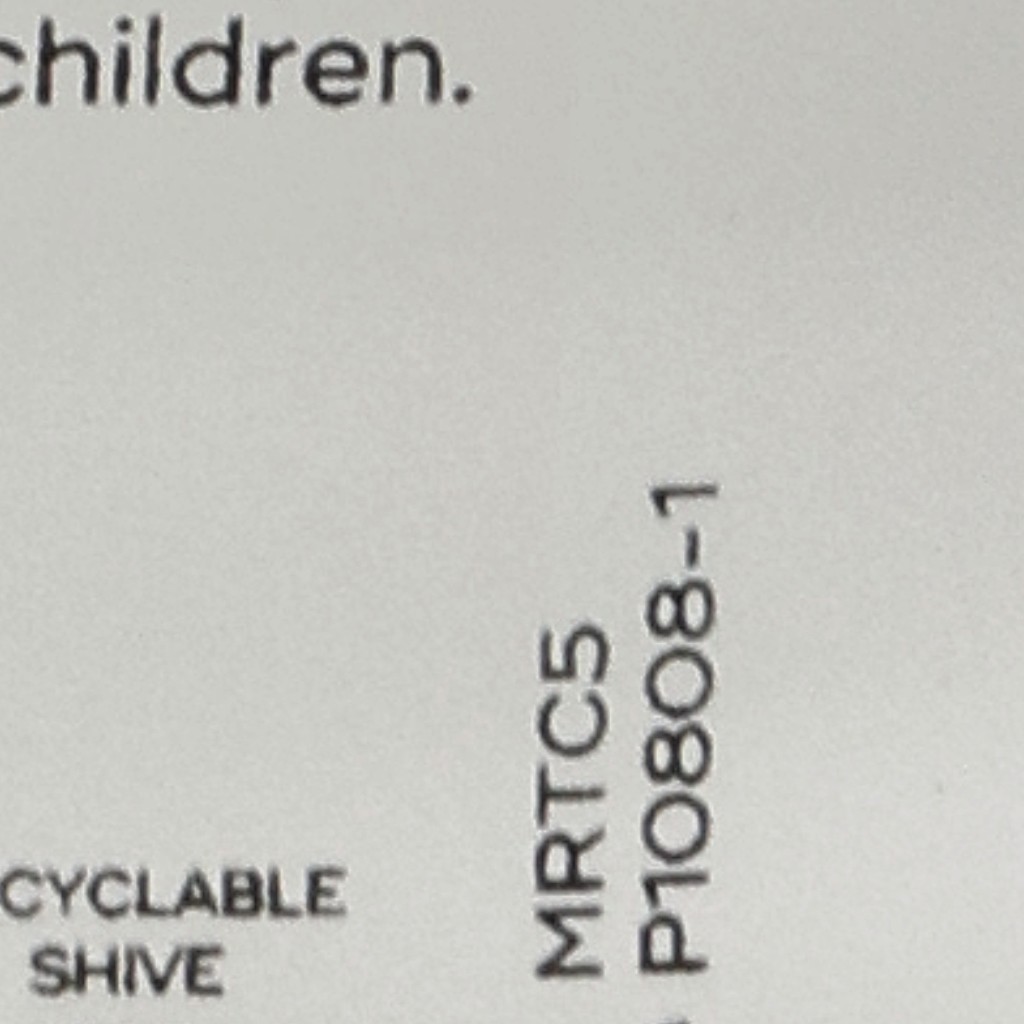 children.
CYCLABLE
SHIVE
MRTC5
P10808-1